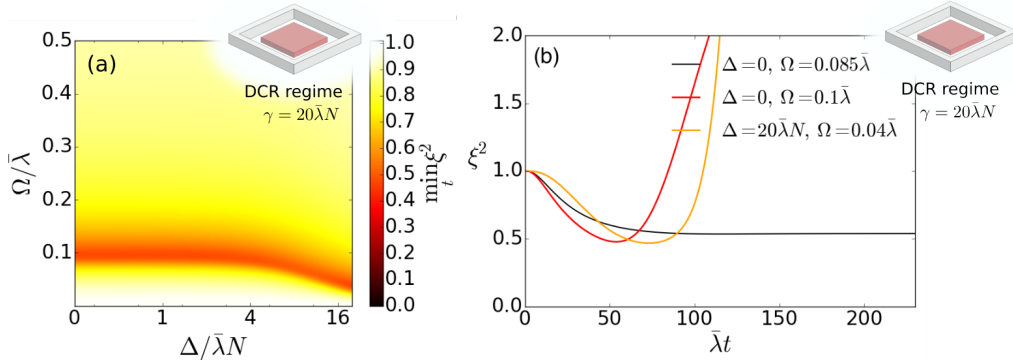 (a)
DCR regime
γ = 20λ̄N
Ω/λ̄
0.5
0.4
0.3
0.2
0.1
0 1 4 16
Δ/λ̄N
1.0
0.9
0.8
0.7
0.6
0.5
0.4
0.3
0.2
0.1
0.0
min ξ²
t
(b)
DCR regime
γ = 20λ̄N
Δ=0, Ω=0.085λ̄
Δ=0, Ω=0.1λ̄
Δ=20λ̄N, Ω=0.04λ̄
ξ²
2.0
1.5
1.0
0.5
0.0
0 50 100 150 200
λ̄t